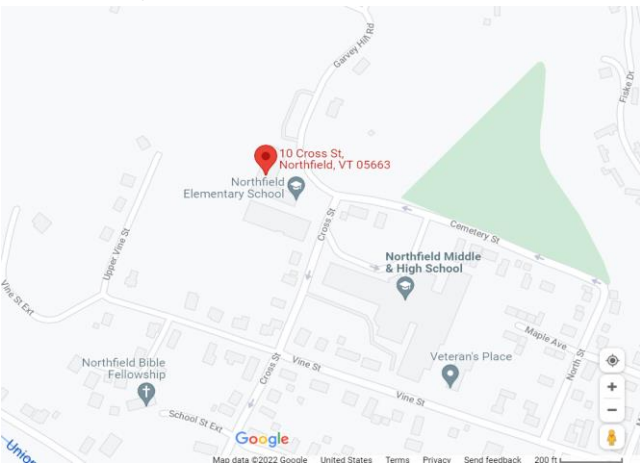 Garvey Hill Rd
Fiske Dr
10 Cross St,
Northfield, VT 05663
Northfield
Elementary School
Cross St
Cemetery St
Upper Vine St
Northfield Middle
& High School
Vine St Ext
Maple Ave
North St
Northfield Bible
Fellowship
Cross St
Vine St
Veteran's Place
Vine St
School St Ext
Union
Google
Map data ©2022 Google United States Terms Privacy Send feedback 200 ft